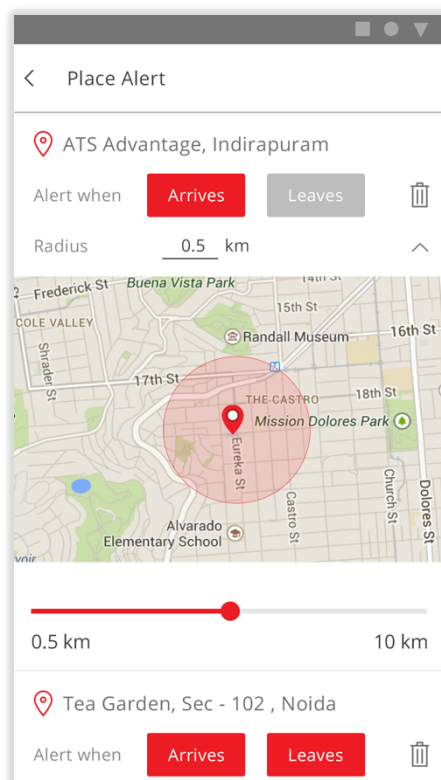 Place Alert
ATS Advantage, Indirapuram
Alert when Arrives Leaves
Radius 0.5 km
Buena Vista Park
Frederick St
15th St
COLE VALLEY
Randall Museum
16th St
Shrader St
17th St
THE CASTRO
18th St
Mission Dolores Park
Eureka St
Castro St
Church St
Dolores St
Alvarado
Elementary School
0.5 km 10 km
Tea Garden, Sec - 102 , Noida
Alert when Arrives Leaves